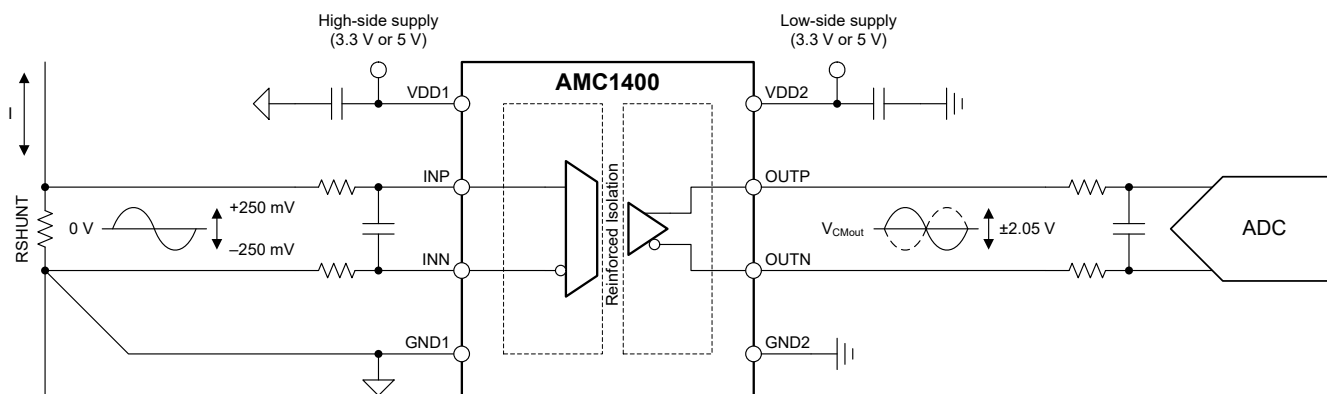 High-side supply
(3.3 V or 5 V)
Low-side supply
(3.3 V or 5 V)
AMC1400
VDD1
VDD2
I
INP
OUTP
RSHUNT
0 V
+250 mV
–250 mV
Reinforced Isolation
VCMout
±2.05 V
ADC
INN
OUTN
GND1
GND2